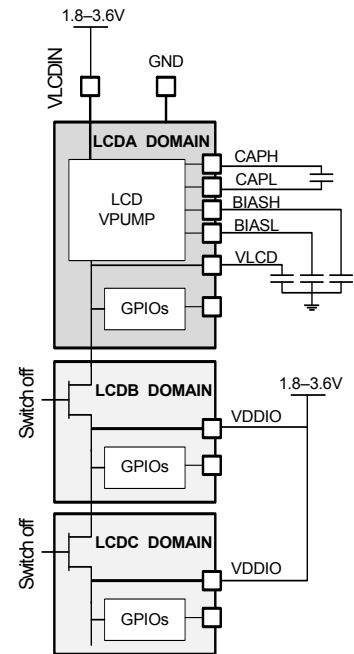 1.8–3.6V
VLCDIN
GND
LCDA DOMAIN
LCD
VPUMP
CAPH
CAPL
BIASH
BIASL
VLCD
GPIOs
Switch off
LCDB DOMAIN
1.8–3.6V
VDDIO
GPIOs
Switch off
LCDC DOMAIN
VDDIO
GPIOs